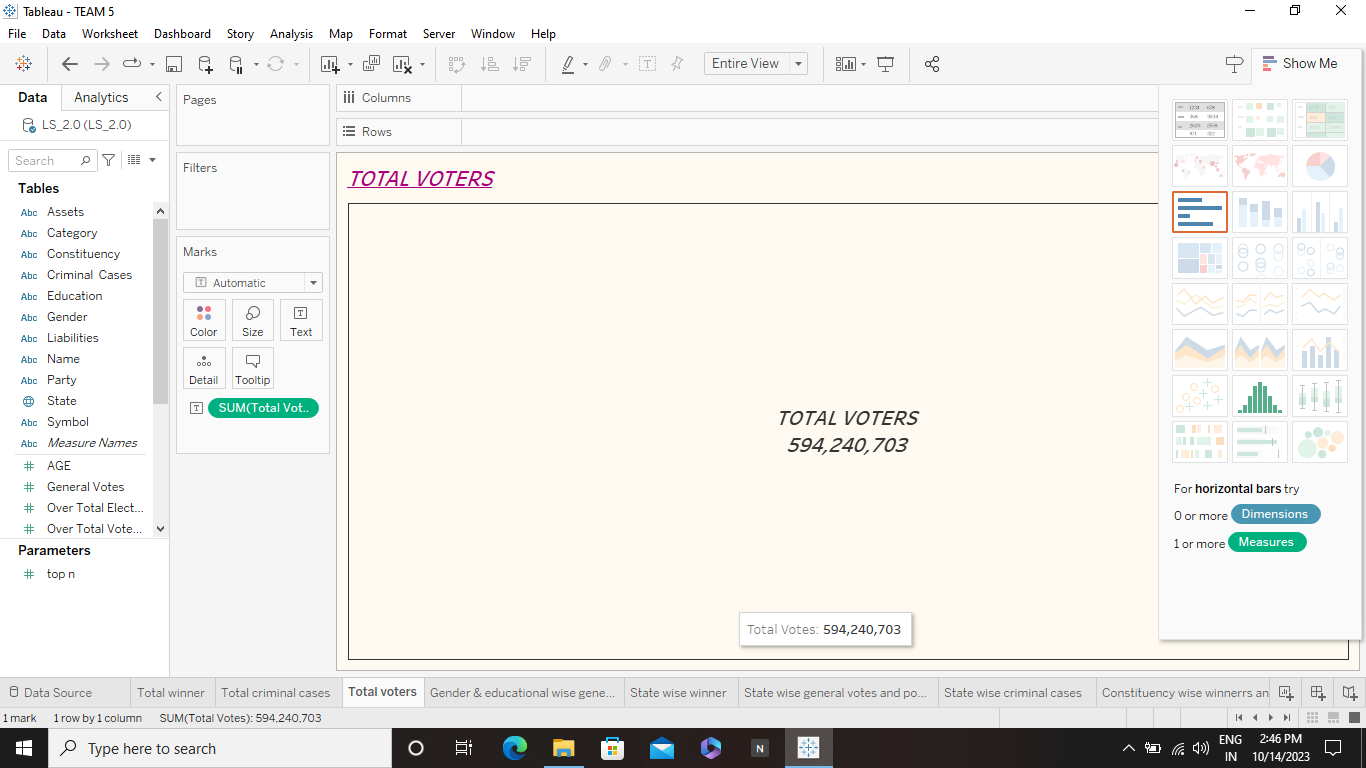 Tableau - TEAM 5
File Data Worksheet Dashboard Story Analysis Map Format Server Window Help
Entire View
Show Me
Data Analytics
LS_2.0 (LS_2.0)
Search
Tables
Abc Assets
Abc Category
Abc Constituency
Abc Criminal Cases
Abc Education
Abc Gender
Abc Liabilities
Abc Name
Abc Party
State
Abc Symbol
Abc Measure Names
# AGE
# General Votes
# Over Total Elect...
# Over Total Vote...
Parameters
# top n
Pages
Filters
Marks
T Automatic
Color Size Text
Detail Tooltip
T SUM(Total Vot..
Columns
Rows
TOTAL VOTERS
TOTAL VOTERS
594,240,703
Total Votes: 594,240,703
For horizontal bars try
0 or more Dimensions
1 or more Measures
Data Source Total winner Total criminal cases Total voters Gender & educational wise gene... State wise winner State wise general votes and po... State wise criminal cases Constituency wise winnerrs an
1 mark 1 row by 1 column SUM(Total Votes): 594,240,703
Type here to search
N
ENG
IN
2:46 PM
10/14/2023